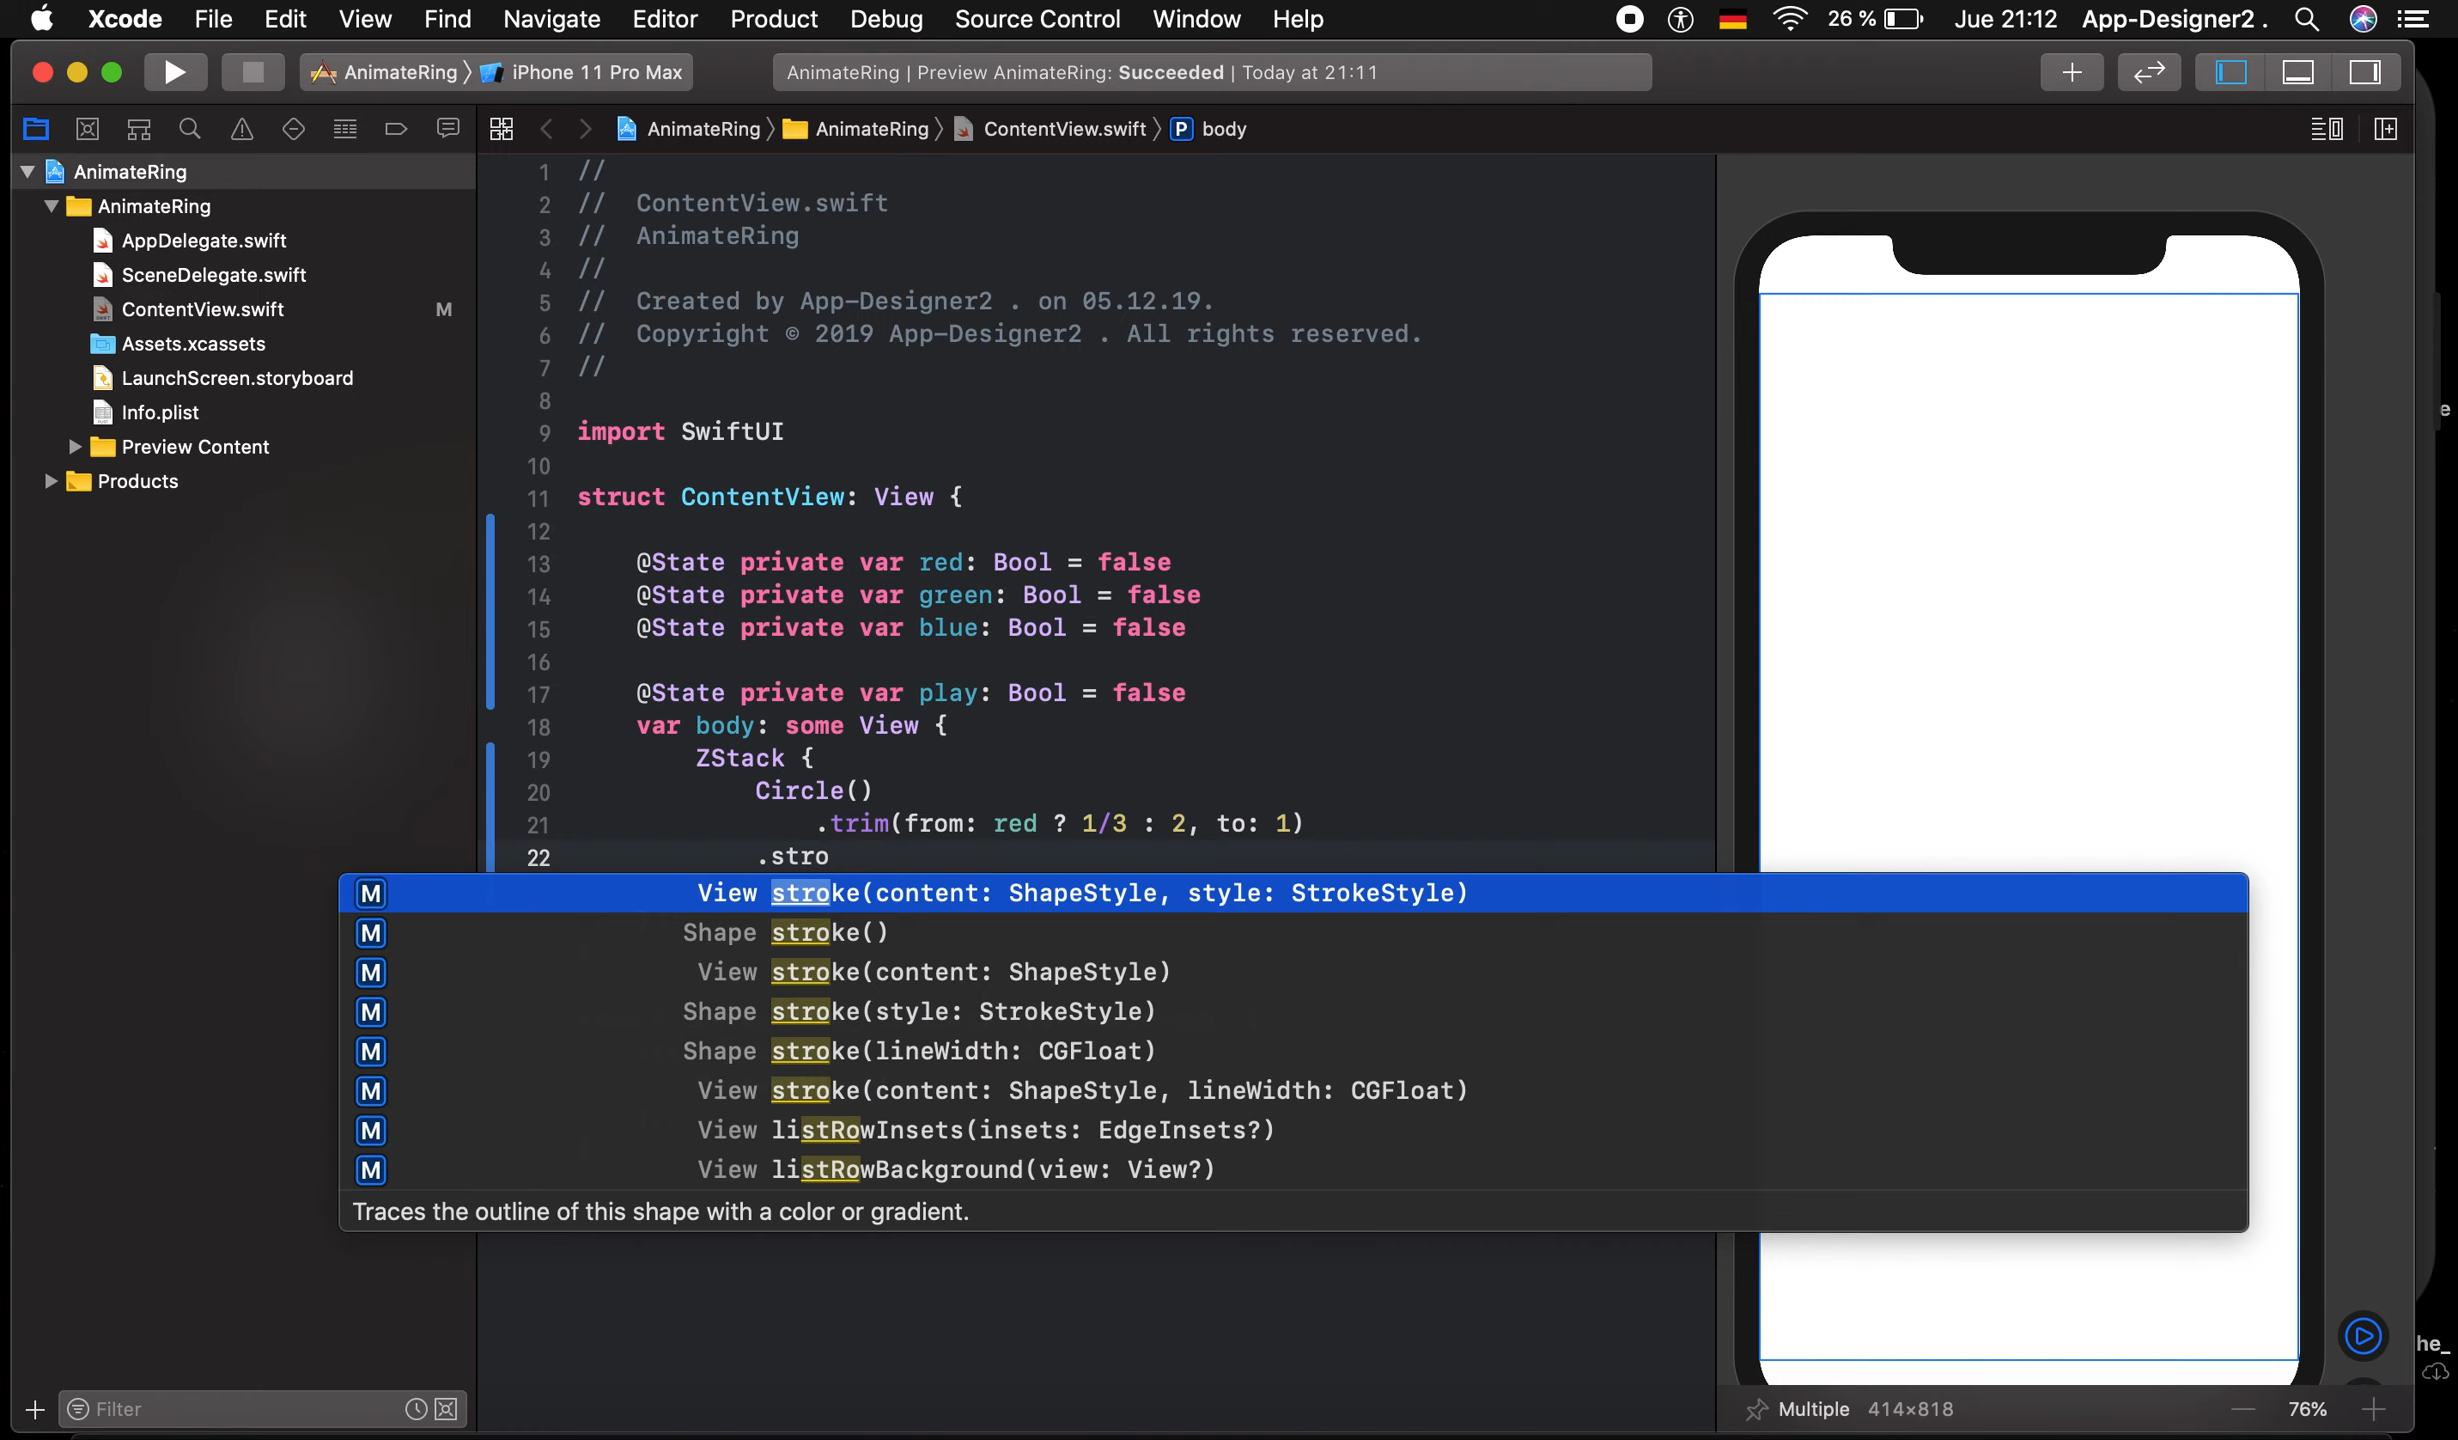 Xcode File Edit View Find Navigate Editor Product Debug Source Control Window Help 26 % Jue 21:12 App-Designer2 .
AnimateRing 〉 iPhone 11 Pro Max
AnimateRing | Preview AnimateRing: Succeeded | Today at 21:11
AnimateRing 〉 AnimateRing 〉 ContentView.swift 〉 P body
AnimateRing
AnimateRing
AppDelegate.swift
SceneDelegate.swift
ContentView.swift M
Assets.xcassets
LaunchScreen.storyboard
Info.plist
Preview Content
Products
1 //
2 //  ContentView.swift
3 //  AnimateRing
4 //
5 //  Created by App-Designer2 . on 05.12.19.
6 //  Copyright © 2019 App-Designer2 . All rights reserved.
7 //
8
9 import SwiftUI
10
11 struct ContentView: View {
12
13 @State private var red: Bool = false
14 @State private var green: Bool = false
15 @State private var blue: Bool = false
16
17 @State private var play: Bool = false
18 var body: some View {
19 ZStack {
20 Circle()
21 .trim(from: red ? 1/3 : 2, to: 1)
22 .stro
M View stroke(content: ShapeStyle, style: StrokeStyle)
M Shape stroke()
M View stroke(content: ShapeStyle)
M Shape stroke(style: StrokeStyle)
M Shape stroke(lineWidth: CGFloat)
M View stroke(content: ShapeStyle, lineWidth: CGFloat)
M View listRowInsets(insets: EdgeInsets?)
M View listRowBackground(view: View?)
Traces the outline of this shape with a color or gradient.
Filter
Multiple 414×818
76%
e
he_